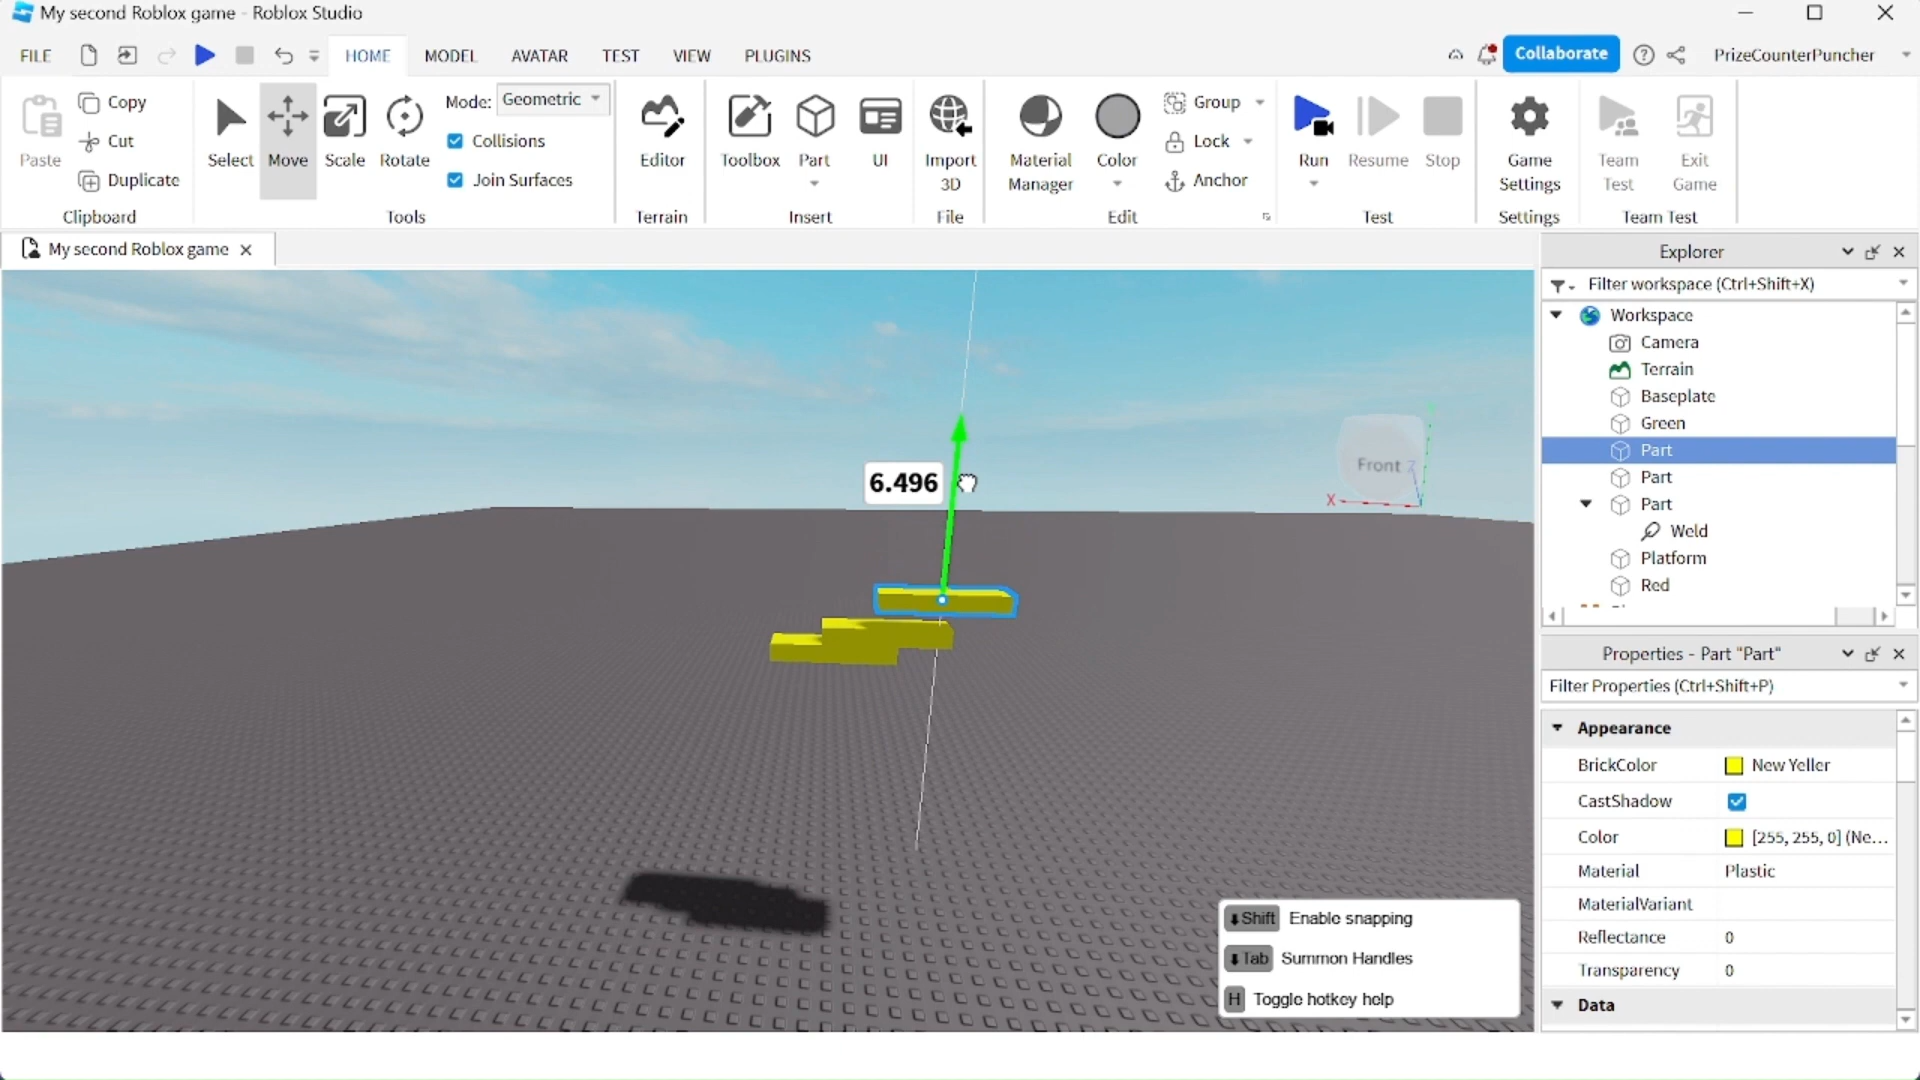 My second Roblox game - Roblox Studio
FILE HOME MODEL AVATAR TEST VIEW PLUGINS Collaborate PrizeCounterPuncher
Paste Copy Cut Duplicate
Clipboard
Select Move Scale Rotate Mode: Geometric
Collisions
Join Surfaces
Tools
Editor
Terrain
Toolbox Part UI
Insert
Import 3D
File
Material Manager Color Group Lock Anchor
Edit
Run Resume Stop
Test
Game Settings
Settings
Team Test Exit Game
Team Test
My second Roblox game
6.496
Front Z
X
Shift Enable snapping
Tab Summon Handles
H Toggle hotkey help
Explorer
Filter workspace (Ctrl+Shift+X)
Workspace
Camera
Terrain
Baseplate
Green
Part
Part
Part
Weld
Platform
Red
Properties - Part "Part"
Filter Properties (Ctrl+Shift+P)
Appearance
BrickColor New Yeller
CastShadow
Color [255, 255, 0] (Ne...
Material Plastic
MaterialVariant
Reflectance 0
Transparency 0
Data